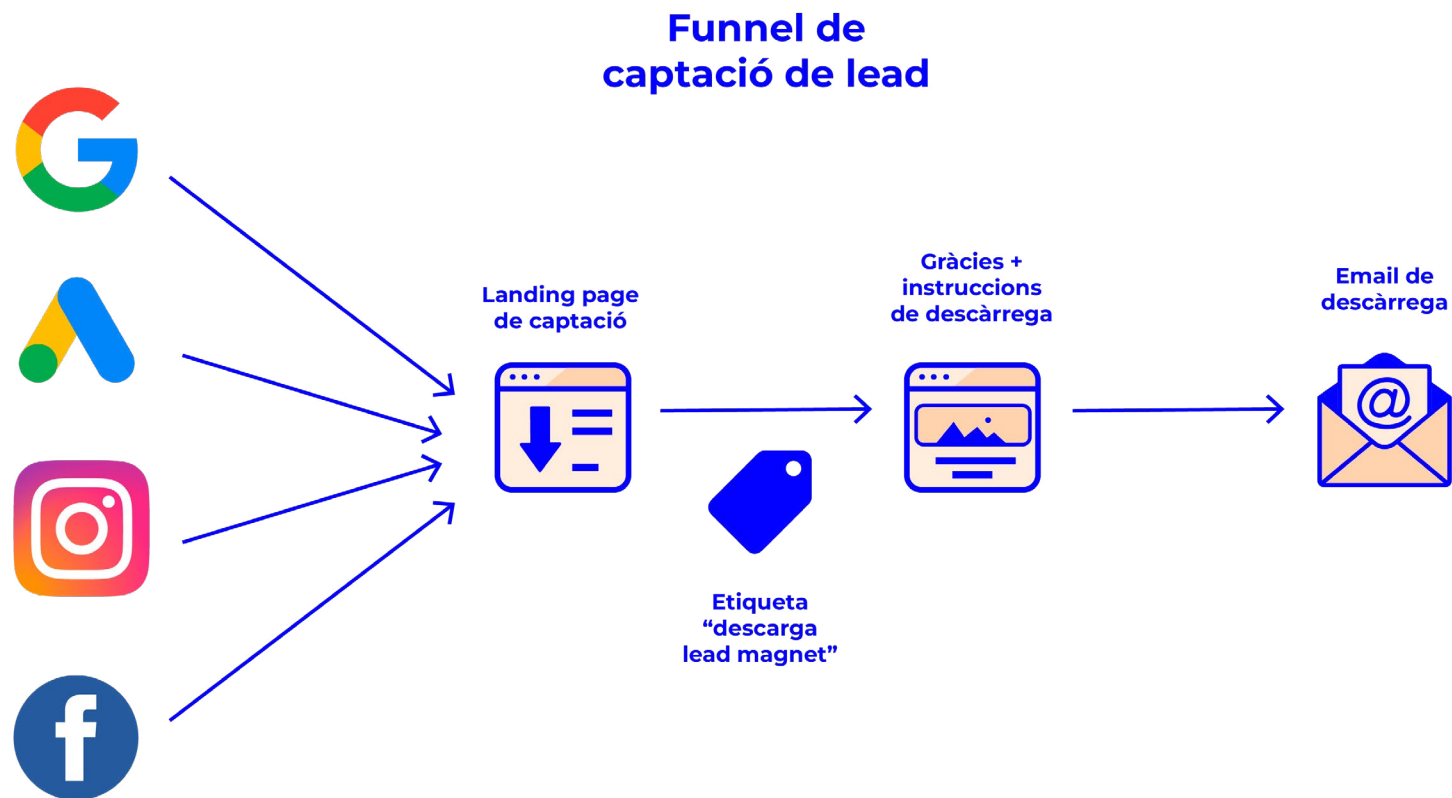 Funnel de
captació de lead
Landing page
de captació
Gràcies +
instruccions
de descàrrega
Email de
descàrrega
Etiqueta
“descarga
lead magnet”